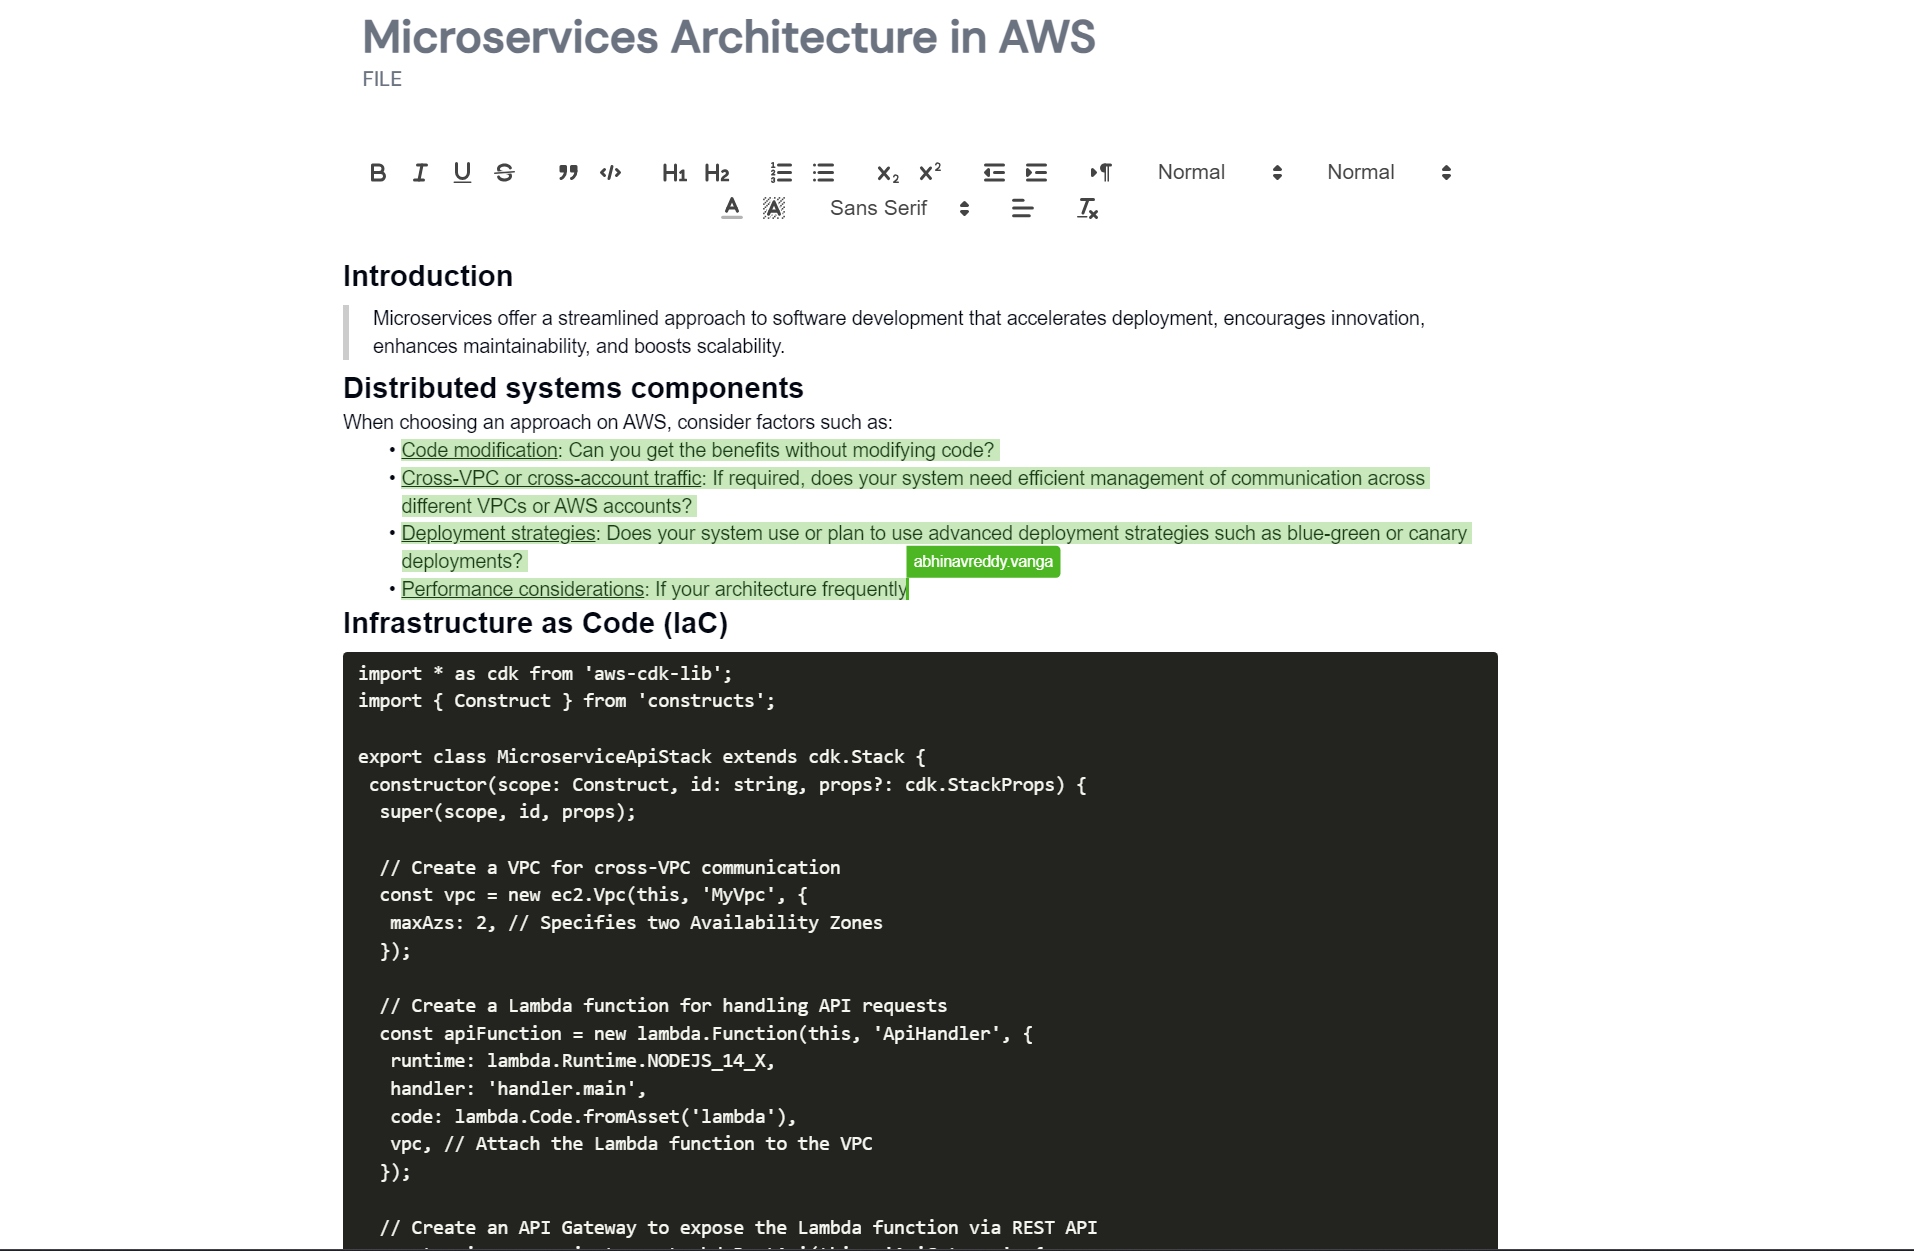 Microservices Architecture in AWS
FILE
B I U S H1 H2 x2 x2 Normal Normal
A A Sans Serif Tx
Introduction
Microservices offer a streamlined approach to software development that accelerates deployment, encourages innovation,
enhances maintainability, and boosts scalability.
Distributed systems components
When choosing an approach on AWS, consider factors such as:
• Code modification: Can you get the benefits without modifying code?
• Cross-VPC or cross-account traffic: If required, does your system need efficient management of communication across
different VPCs or AWS accounts?
• Deployment strategies: Does your system use or plan to use advanced deployment strategies such as blue-green or canary
deployments?
abhinavreddy.vanga
• Performance considerations: If your architecture frequently
Infrastructure as Code (IaC)
import * as cdk from 'aws-cdk-lib';
import { Construct } from 'constructs';
export class MicroserviceApiStack extends cdk.Stack {
constructor(scope: Construct, id: string, props?: cdk.StackProps) {
super(scope, id, props);
// Create a VPC for cross-VPC communication
const vpc = new ec2.Vpc(this, 'MyVpc', {
maxAzs: 2, // Specifies two Availability Zones
});
// Create a Lambda function for handling API requests
const apiFunction = new lambda.Function(this, 'ApiHandler', {
runtime: lambda.Runtime.NODEJS_14_X,
handler: 'handler.main',
code: lambda.Code.fromAsset('lambda'),
vpc, // Attach the Lambda function to the VPC
});
// Create an API Gateway to expose the Lambda function via REST API